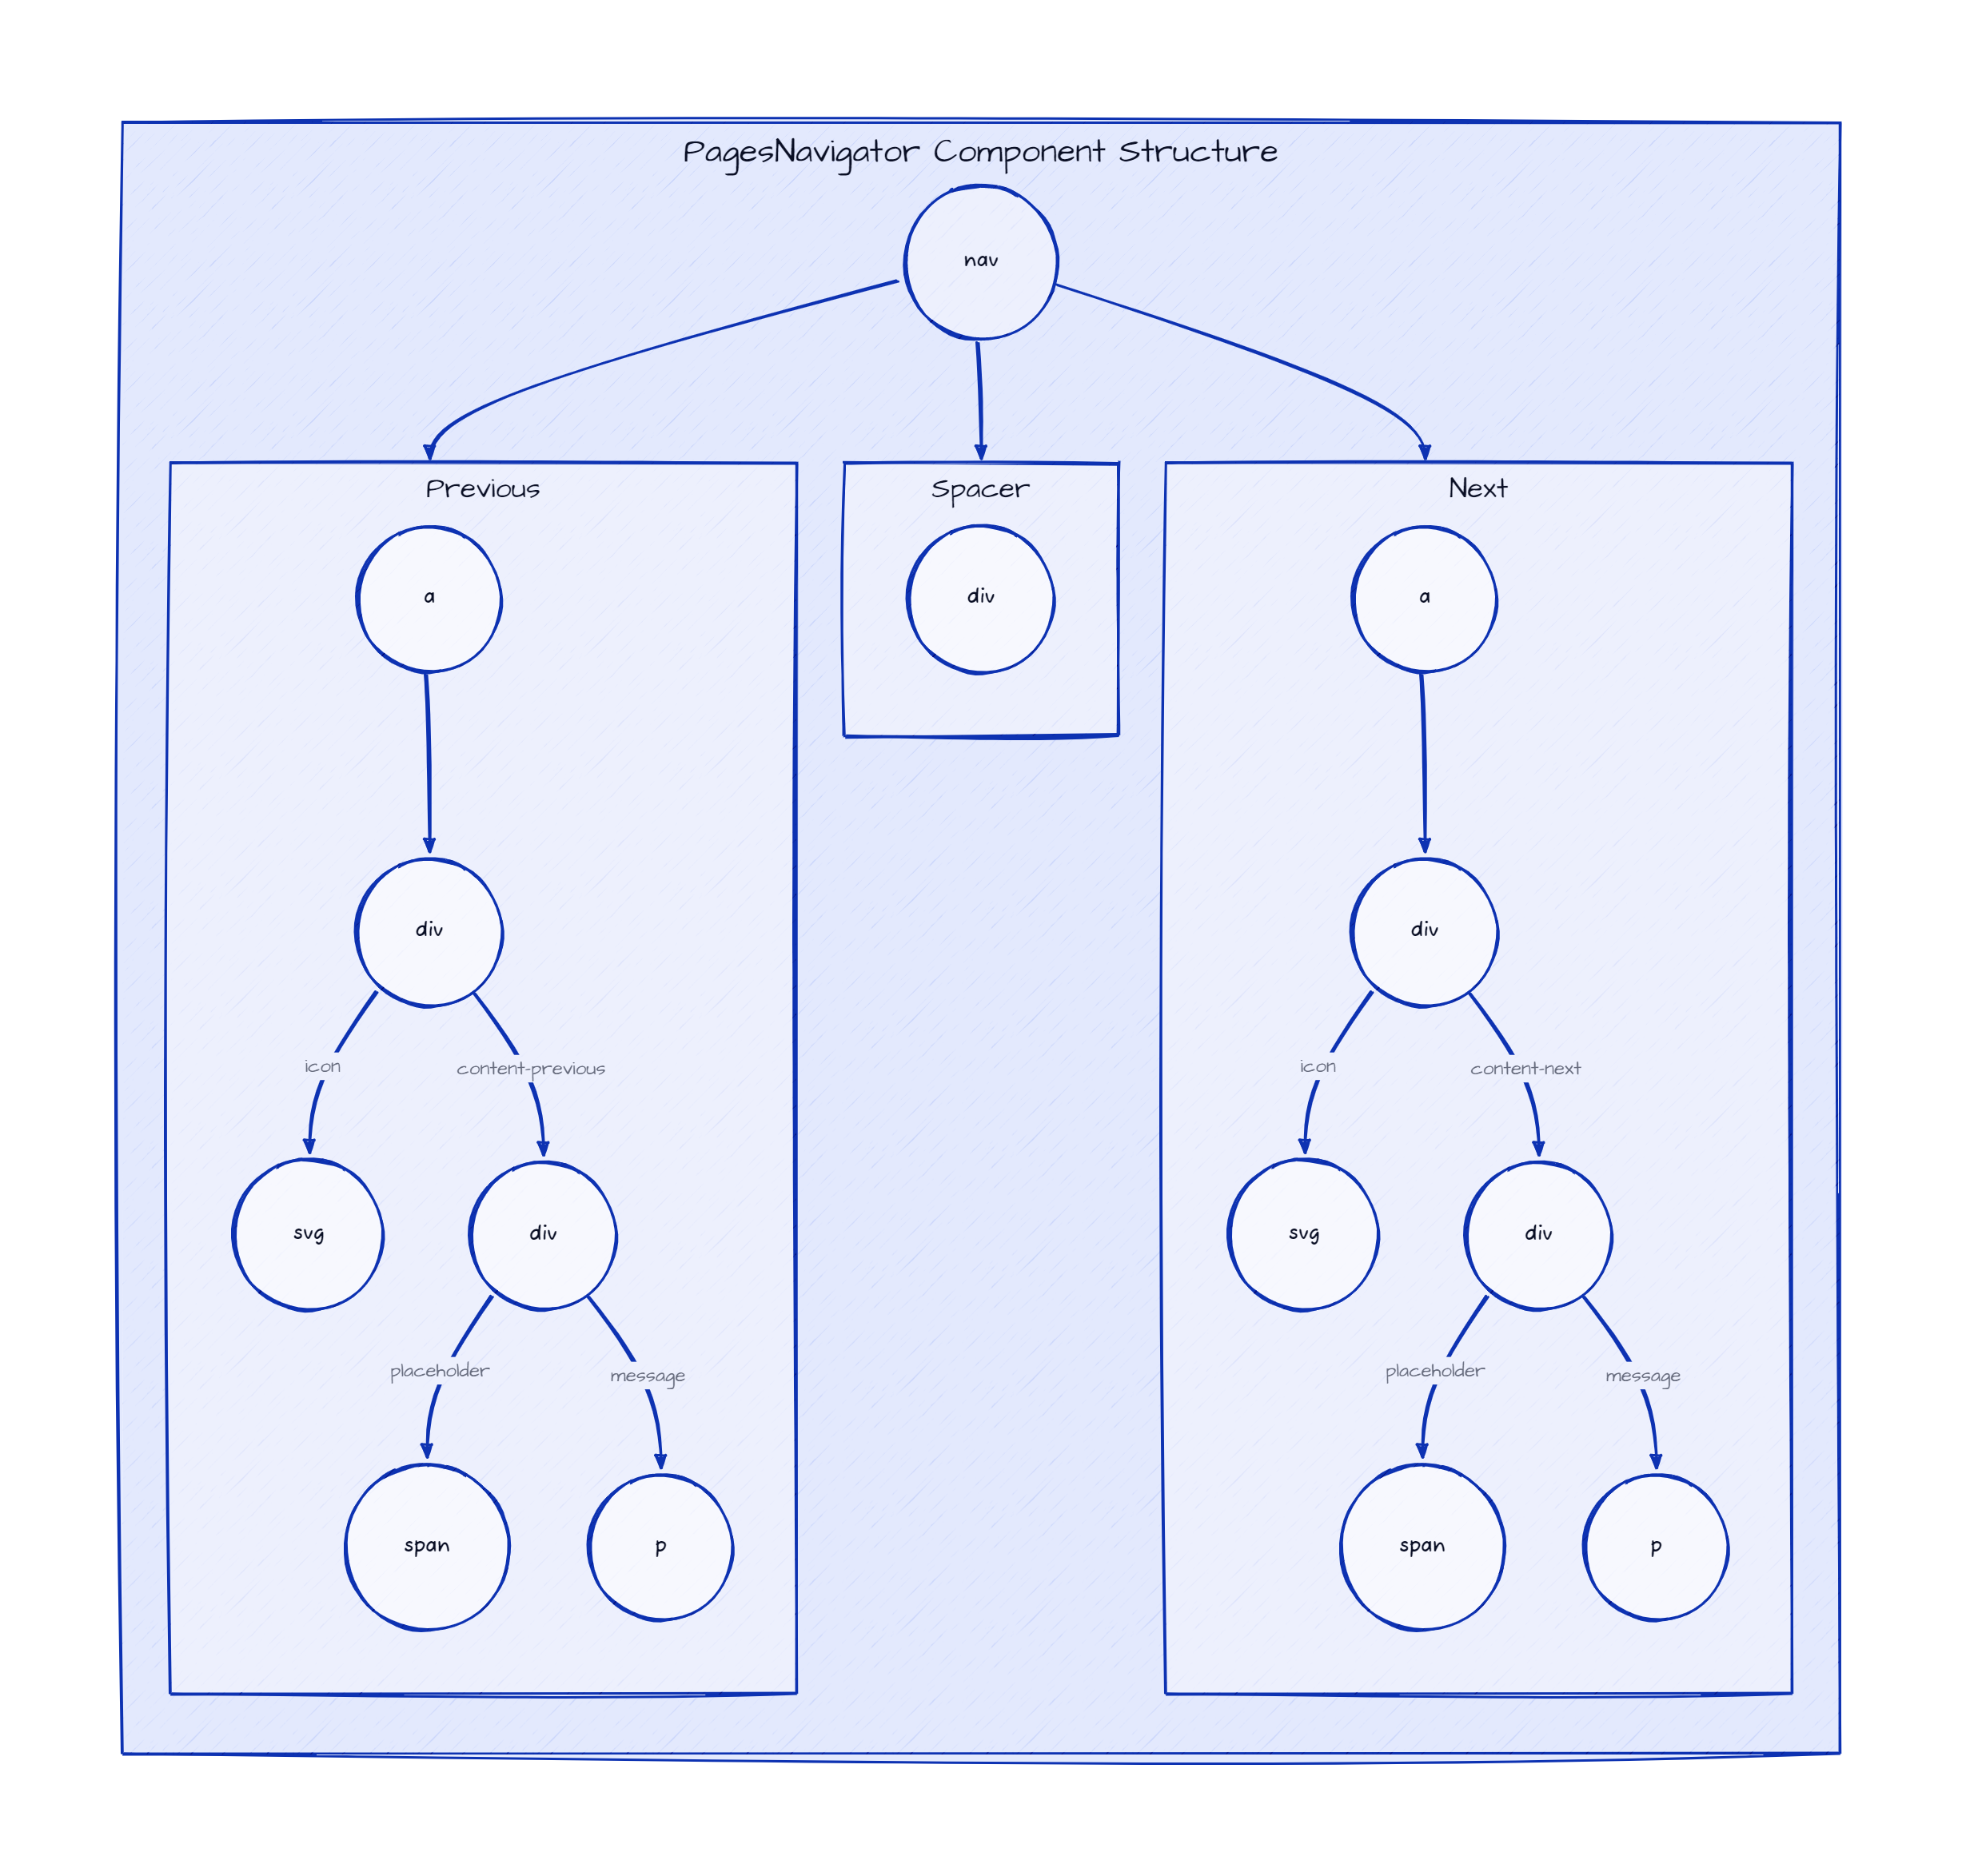 PagesNavigator Component Structure
nav
Previous
Spacer
Next
a
div
a
div
div
icon
content-previous
icon
content-next
svg
div
svg
div
placeholder
message
placeholder
message
span
p
span
p